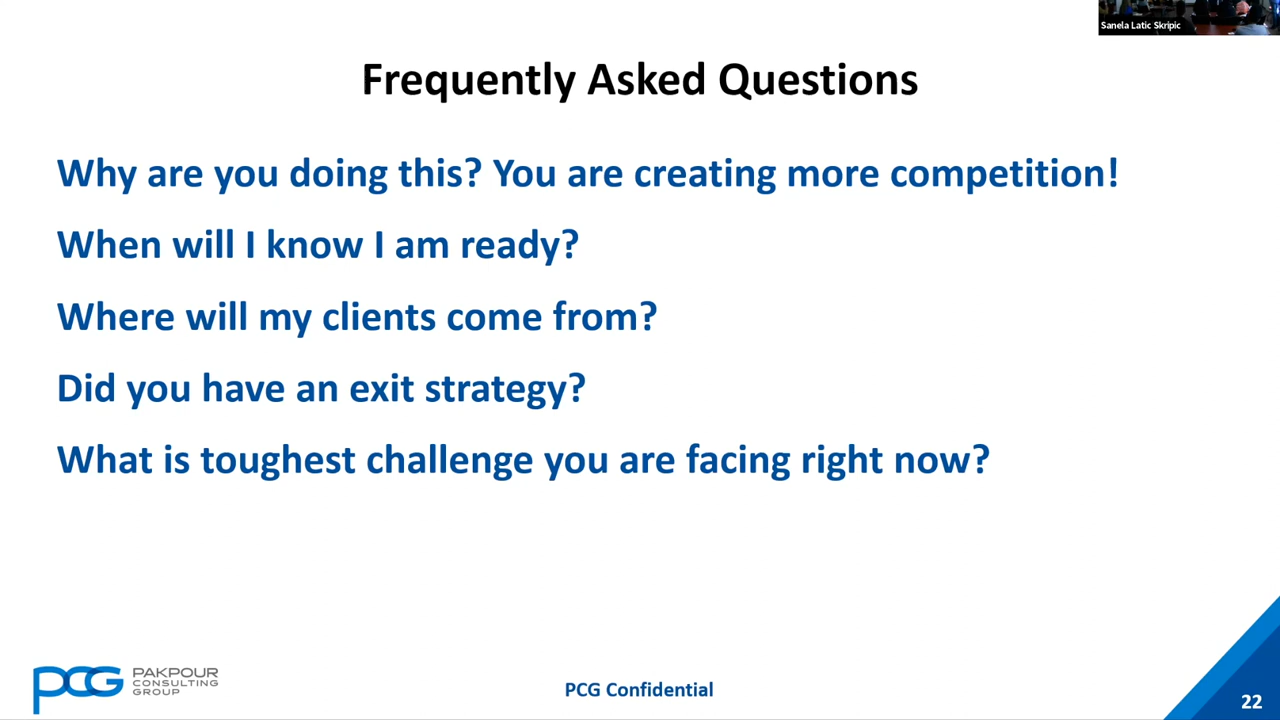 Sanela Latic Skripic
Frequently Asked Questions
Why are you doing this? You are creating more competition!
When will I know I am ready?
Where will my clients come from?
Did you have an exit strategy?
What is toughest challenge you are facing right now?
PCG
PAKPOUR
CONSULTING
GROUP
PCG Confidential
22